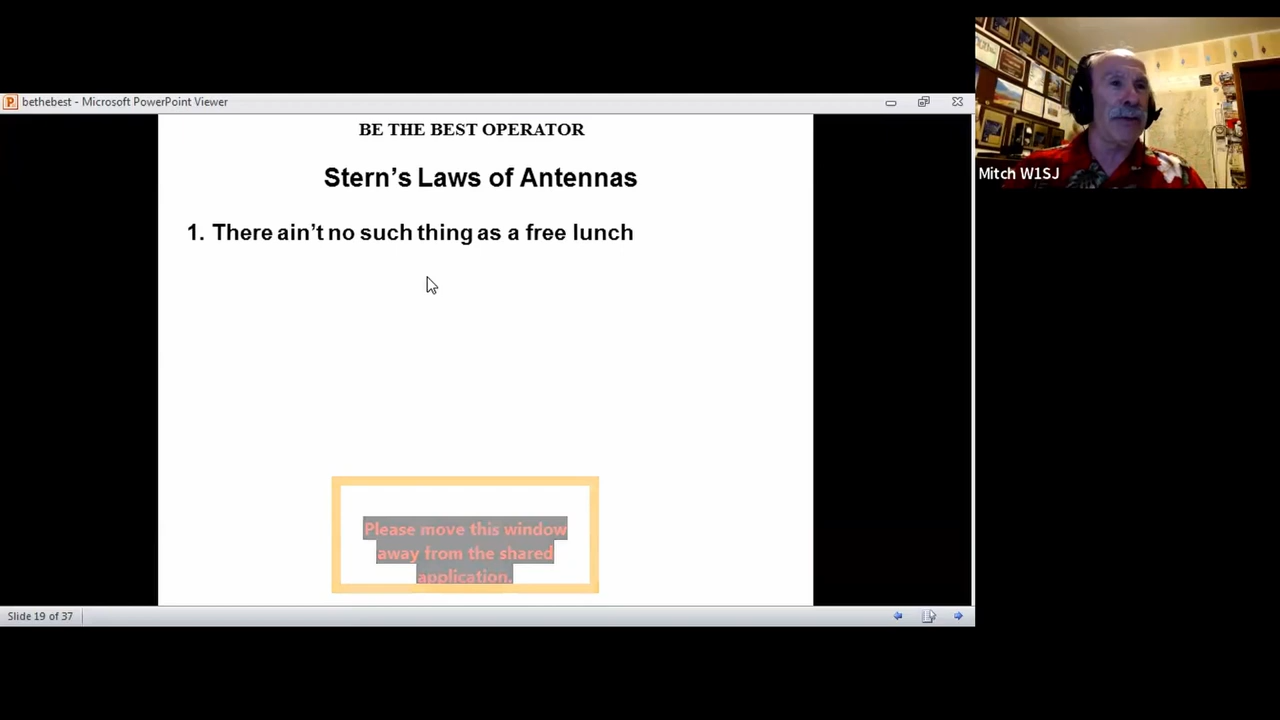 bethebest - Microsoft PowerPoint Viewer
BE THE BEST OPERATOR
Stern's Laws of Antennas
1. There ain't no such thing as a free lunch
Please move this window
away from the shared
application.
Slide 19 of 37
Mitch W1SJ